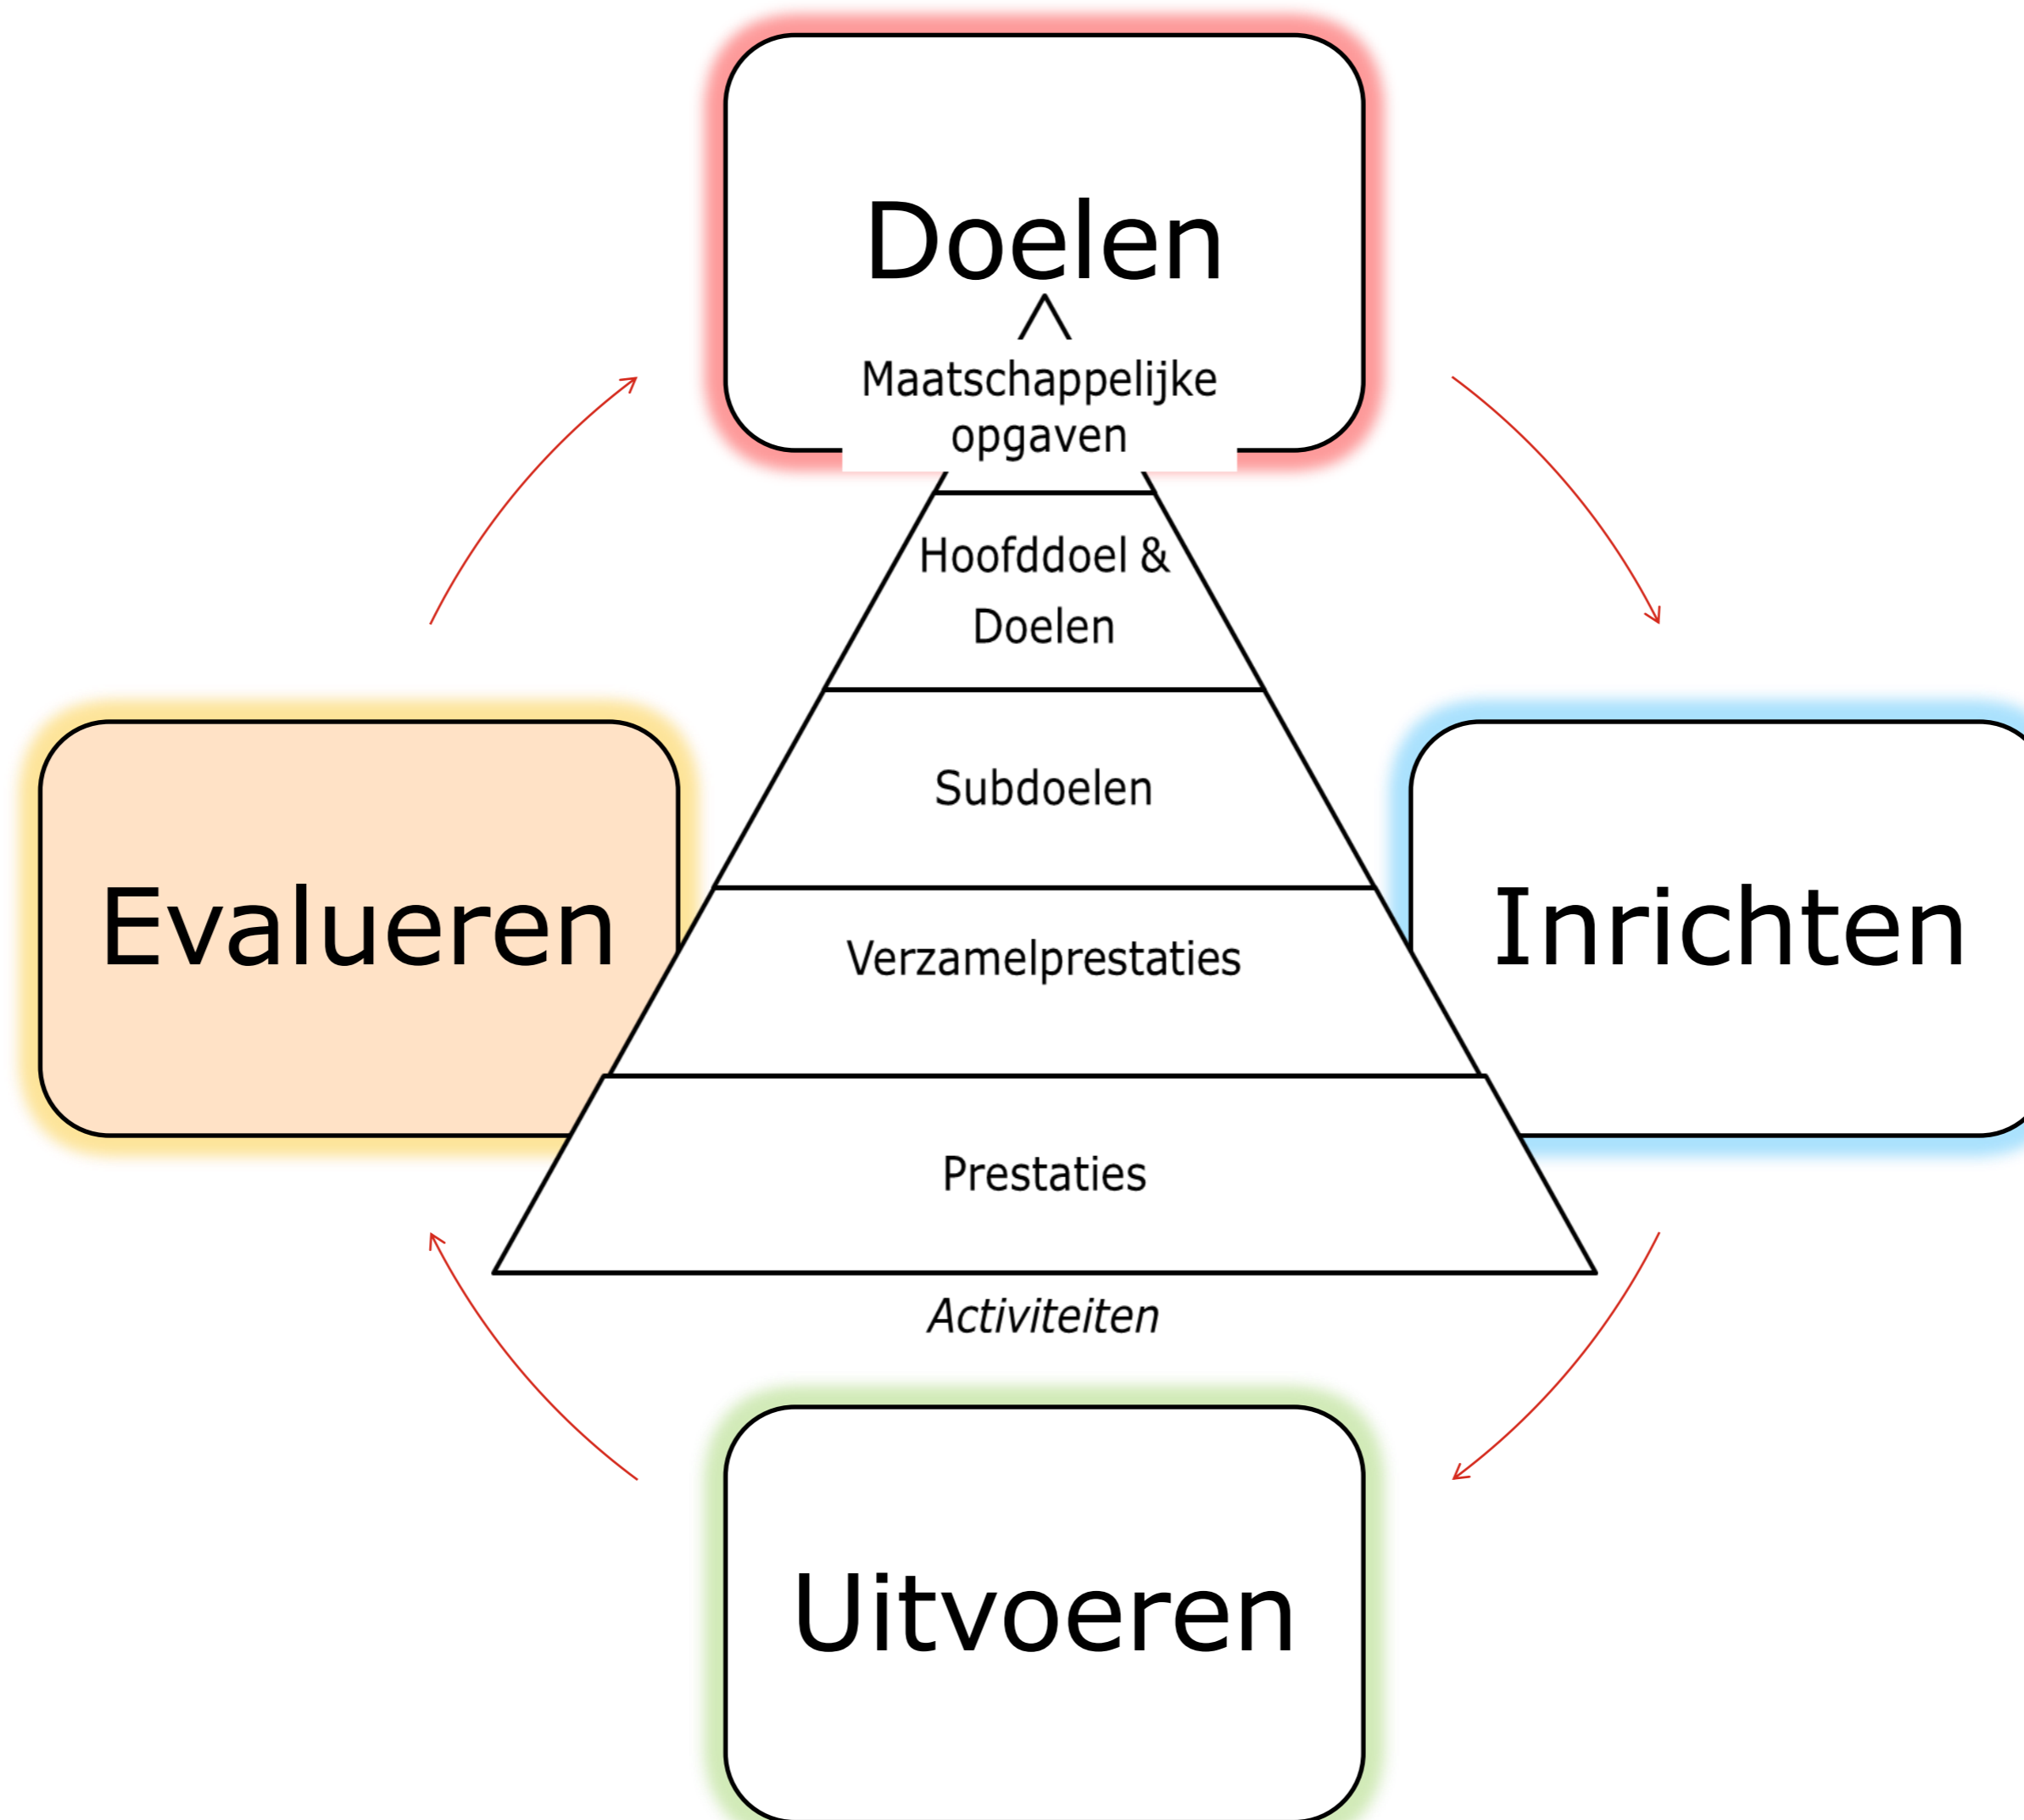 Doelen
Maatschappelijke
opgaven
Hoofddoel &
Doelen
Subdoelen
Evalueren
Verzamelprestaties
Inrichten
Prestaties
Activiteiten
Uitvoeren